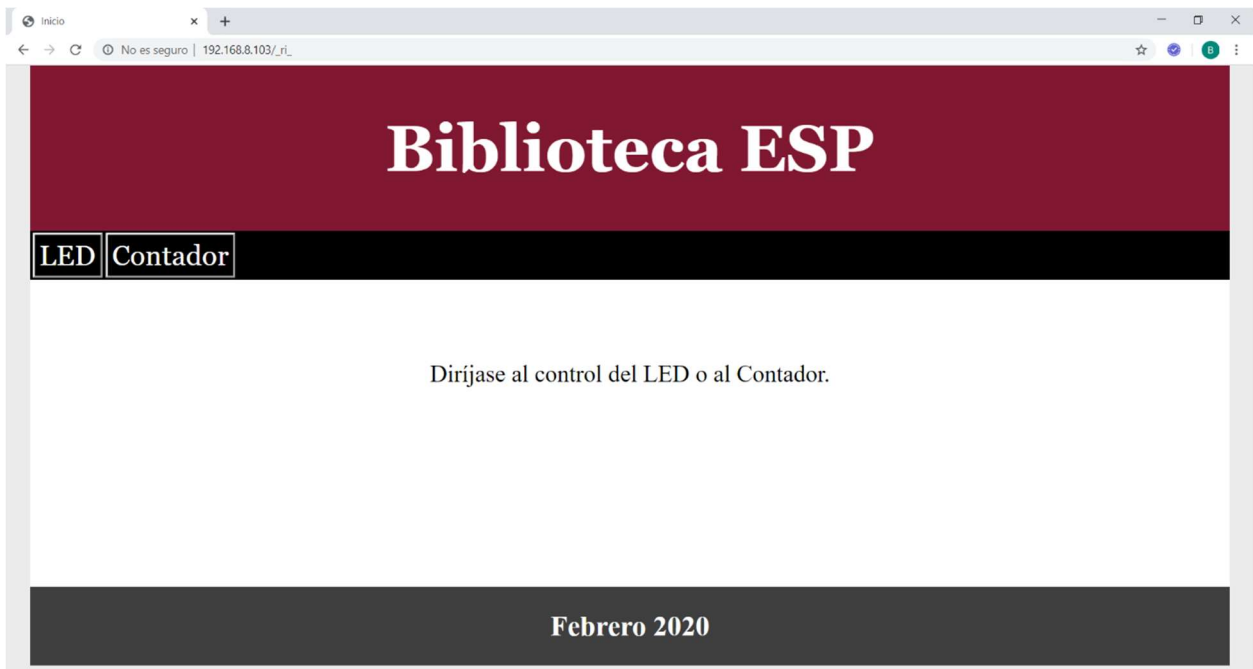 Inicio
No es seguro | 192.168.8.103/_ri_
B
Biblioteca ESP
LED Contador
Diríjase al control del LED o al Contador.
Febrero 2020